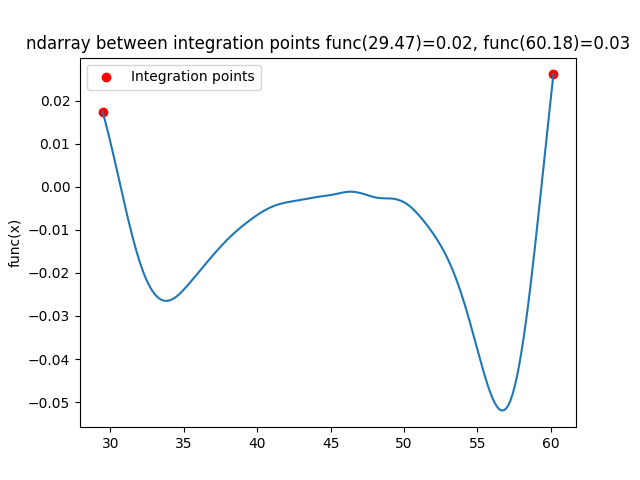 ndarray between integration points func(29.47)=0.02, func(60.18)=0.03
Integration points
func(x)
0.02
0.01
0.00
−0.01
−0.02
−0.03
−0.04
−0.05
30 35 40 45 50 55 60